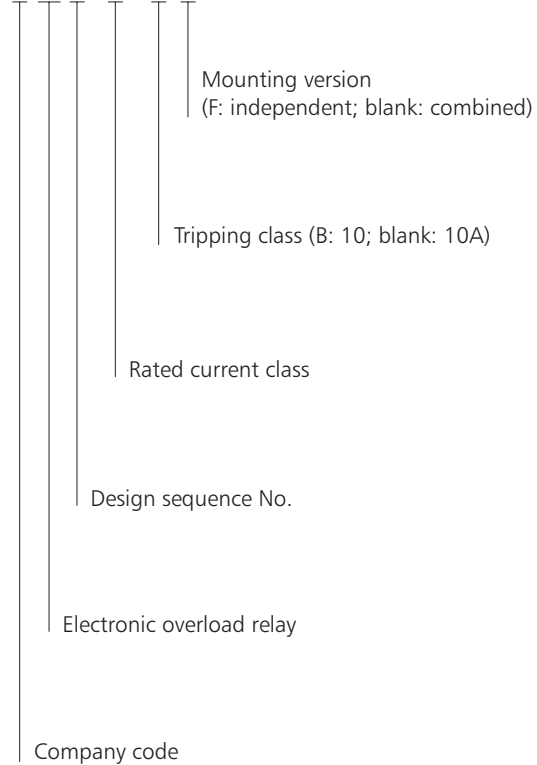 Mounting version
(F: independent; blank: combined)
Tripping class (B: 10; blank: 10A)
Rated current class
Design sequence No.
Electronic overload relay
Company code